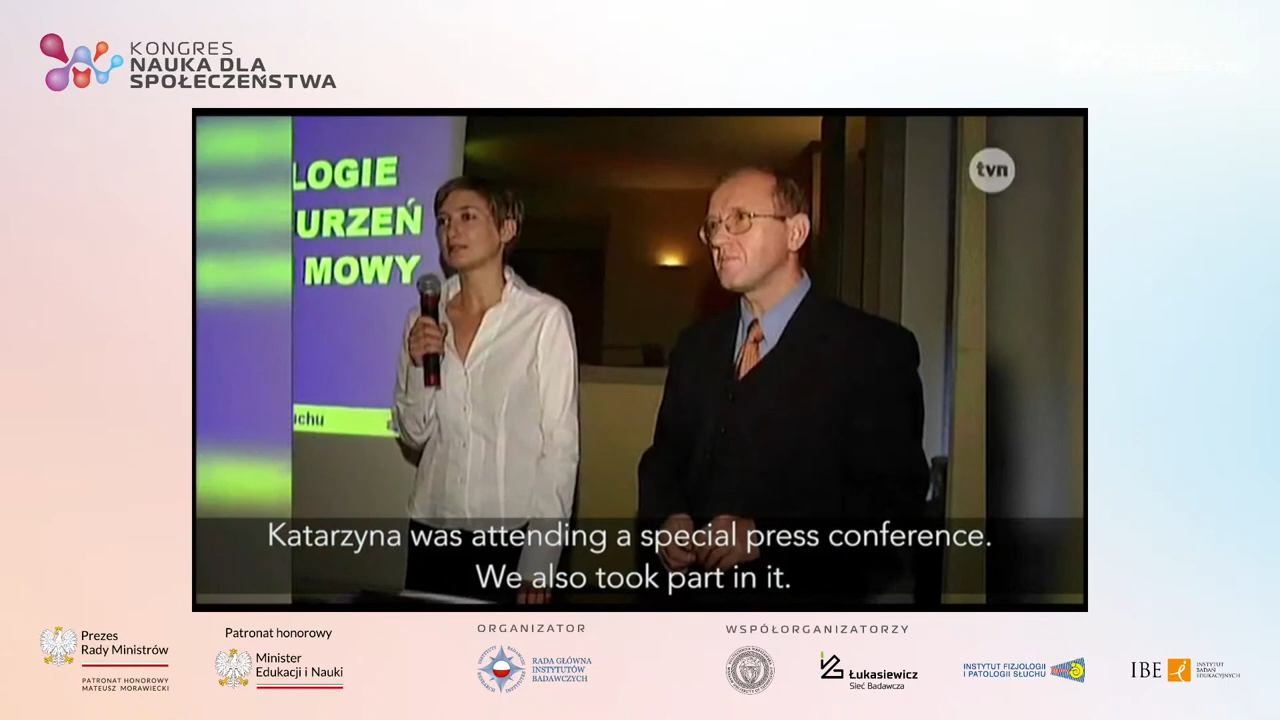 KONGRES
NAUKA DLA
SPOŁECZEŃSTWA
tvn
LOGIE
URZEŃ
MOWY
uchu
Katarzyna was attending a special press conference.
We also took part in it.
Prezes
Rady Ministrów
PATRONAT HONOROWY
MATEUSZ MORAWIECKI
Patronat honorowy
Minister
Edukacji i Nauki
ORGANIZATOR
RADA GŁÓWNA
INSTYTUTÓW
BADAWCZYCH
WSPÓŁORGANIZATORZY
Łukasiewicz
Sieć Badawcza
INSTYTUT FIZJOLOGII
I PATOLOGII SŁUCHU
IBE
INSTYTUT
BADAŃ
EDUKACYJNYCH